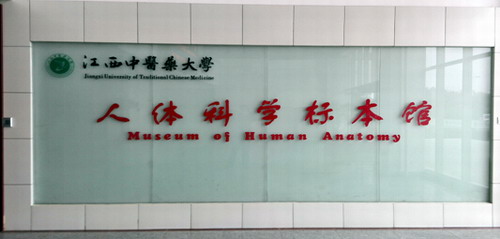 江西中醫藥大學
Jiangxi University of Traditional Chinese Medicine
人体科学标本馆
Museum of Human Anatomy